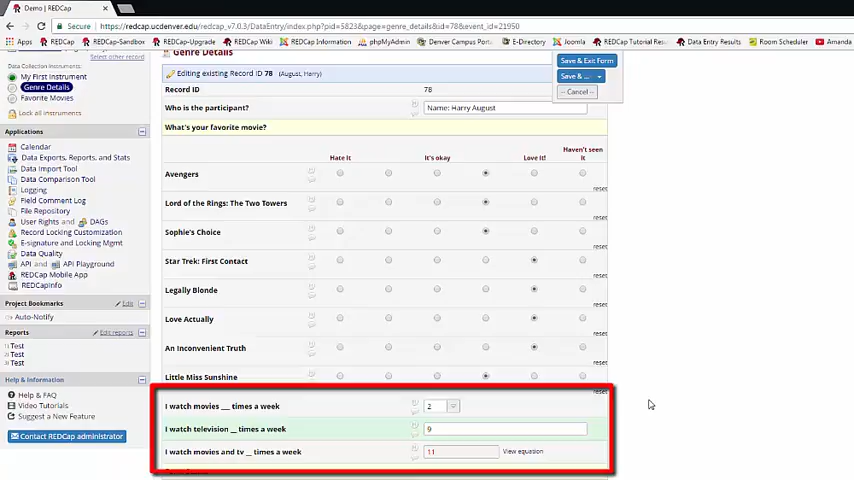 Demo | REDCap
Secure https://redcap.ucdenver.edu/redcap_v7.0.3/DataEntry/index.php?pid=5823&page=genre_details&id=78&event_id=21950
Apps REDCap REDCap-Sandbox REDCap-Upgrade REDCap Wiki REDCap Information phpMyAdmin Denver Campus Port E-Directory Joomla REDCap Tutorial Resu Data Entry Results Room Scheduler Amanda
Data Collection Instruments: Select other record
My First Instrument
Genre Details
Favorite Movies
Lock all instruments
Applications
Calendar
Data Exports, Reports, and Stats
Data Import Tool
Data Comparison Tool
Logging
Field Comment Log
File Repository
User Rights and DAGs
Record Locking Customization
E-signature and Locking Mgmt
Data Quality
API and API Playground
REDCap Mobile App
REDCapInfo
Project Bookmarks Edit
Auto-Notify
Reports Edit reports
1) Test
2) Test
3) Test
Help & Information
Help & FAQ
Video Tutorials
Suggest a New Feature
Contact REDCap administrator
Genre Details
Save & Exit Form
Save & ...
-- Cancel --
Editing existing Record ID 78 (August, Harry)
Record ID 78
Who is the participant? Name: Harry August
What's your favorite movie?
Hate it It's okay Love it! Haven't seen it
Avengers
reset
Lord of the Rings: The Two Towers
reset
Sophie's Choice
reset
Star Trek: First Contact
reset
Legally Blonde
reset
Love Actually
reset
An Inconvenient Truth
reset
Little Miss Sunshine
reset
I watch movies __ times a week 2
I watch television __ times a week 9
I watch movies and tv __ times a week 11 View equation